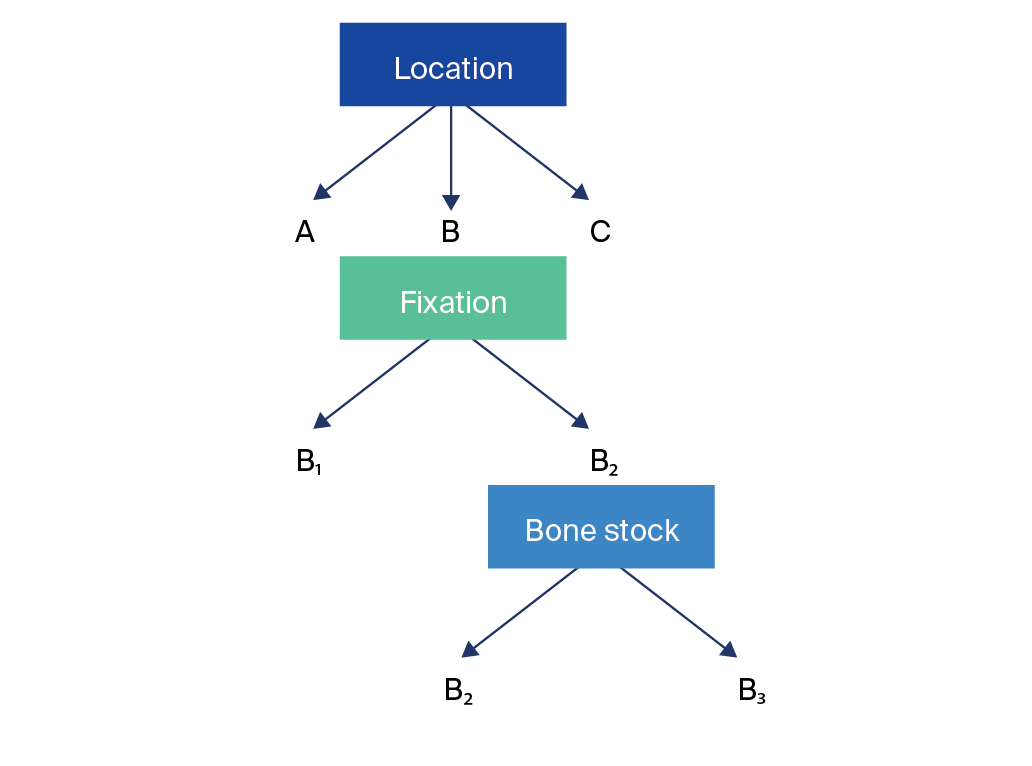 Location
A B C
Fixation
B₁ B₂
Bone stock
B₂ B₃